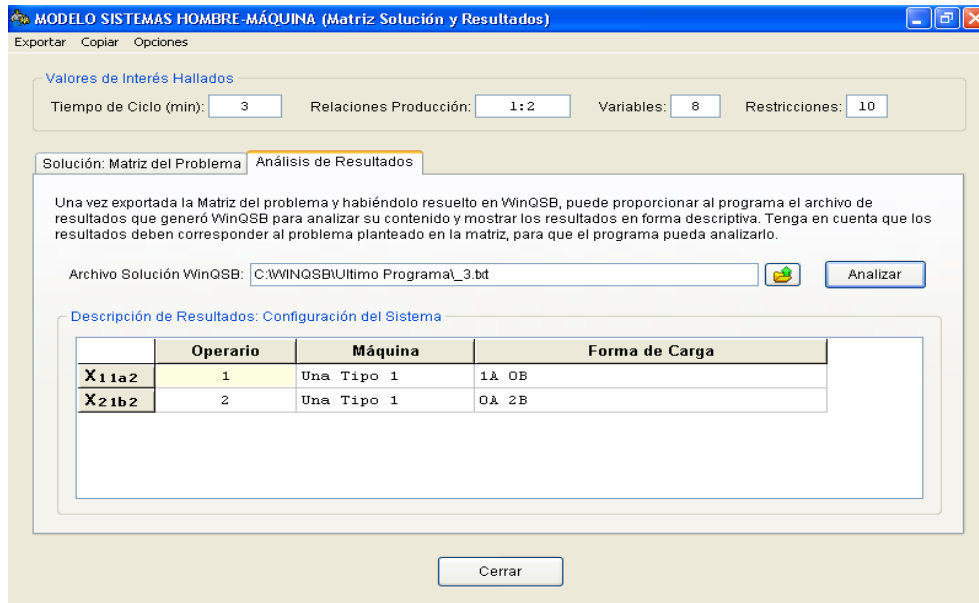 MODELO SISTEMAS HOMBRE-MÁQUINA (Matriz Solución y Resultados)
Exportar Copiar Opciones
Valores de Interés Hallados
Tiempo de Ciclo (min): 3 Relaciones Producción: 1:2 Variables: 8 Restricciones: 10
Solución: Matriz del Problema Análisis de Resultados
Una vez exportada la Matriz del problema y habiéndolo resuelto en WinQSB, puede proporcionar al programa el archivo de
resultados que generó WinQSB para analizar su contenido y mostrar los resultados en forma descriptiva. Tenga en cuenta que los
resultados deben corresponder al problema planteado en la matriz, para que el programa pueda analizarlo.
Archivo Solución WinQSB: C:\WINQSB\Ultimo Programa\_3.txt Analizar
Descripción de Resultados: Configuración del Sistema
Operario Máquina Forma de Carga
X11a2 1 Una Tipo 1 1A 0B
X21b2 2 Una Tipo 1 0A 2B
Cerrar